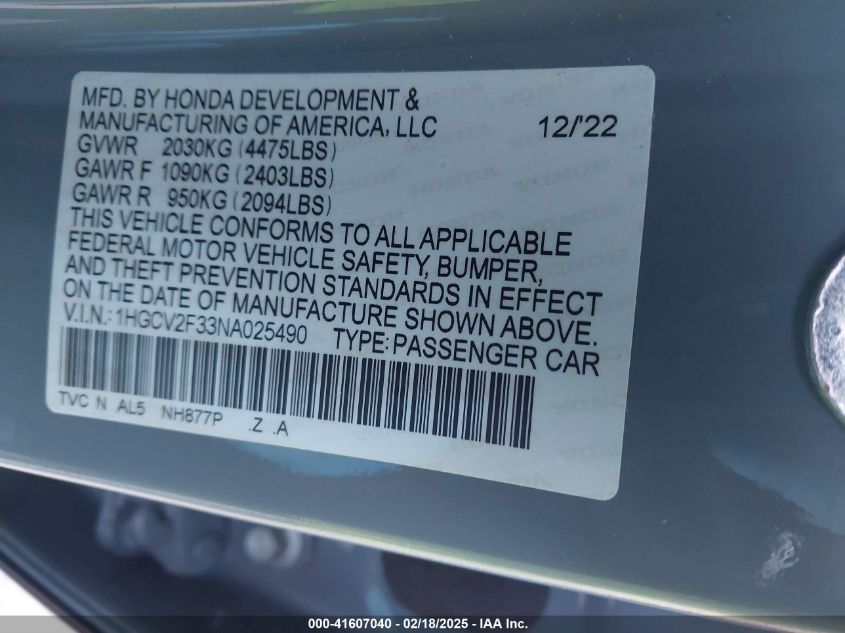 MFD. BY HONDA DEVELOPMENT &
MANUFACTURING OF AMERICA, LLC 12/'22
GVWR 2030KG (4475LBS)
GAWR F 1090KG (2403LBS)
GAWR R 950KG (2094LBS)
THIS VEHICLE CONFORMS TO ALL APPLICABLE
FEDERAL MOTOR VEHICLE SAFETY, BUMPER,
AND THEFT PREVENTION STANDARDS IN EFFECT
ON THE DATE OF MANUFACTURE SHOWN ABOVE.
V.I.N.: 1HGCV2F33NA025490 TYPE: PASSENGER CAR
TVC N AL5 NH877P .Z .A
000-41607040 – 02/18/2025 – IAA Inc.